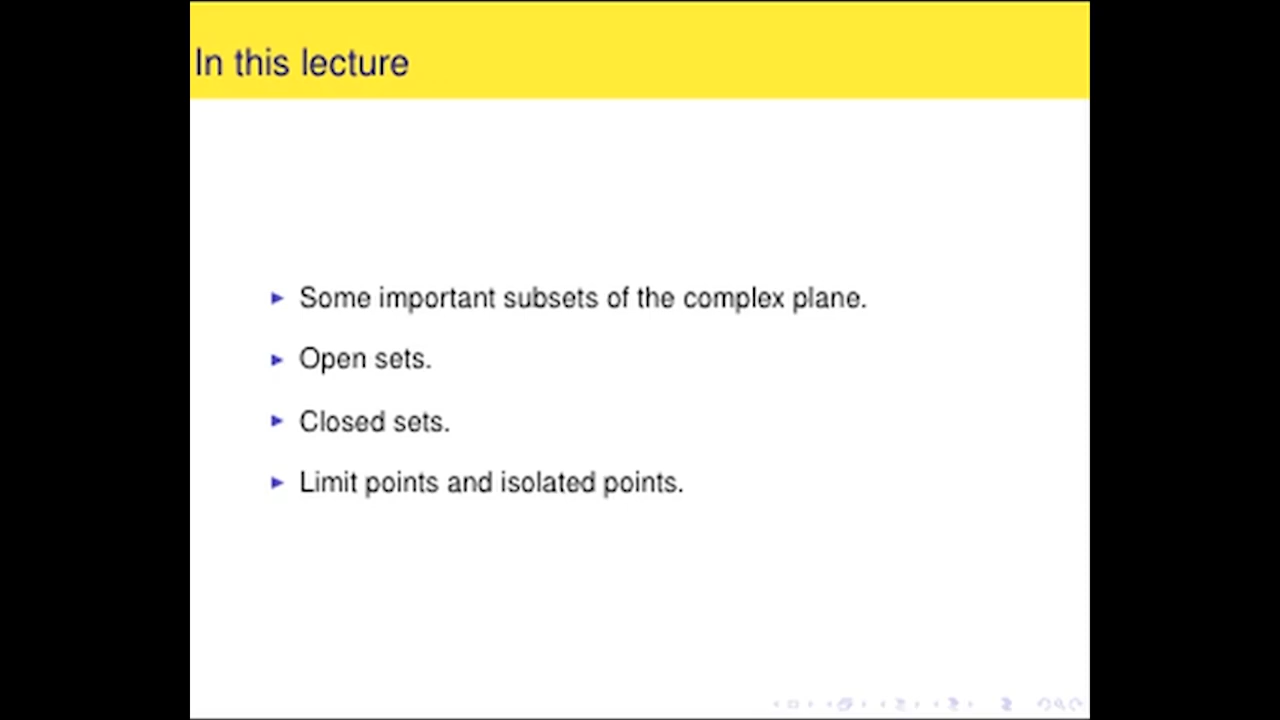 In this lecture
Some important subsets of the complex plane.
Open sets.
Closed sets.
Limit points and isolated points.